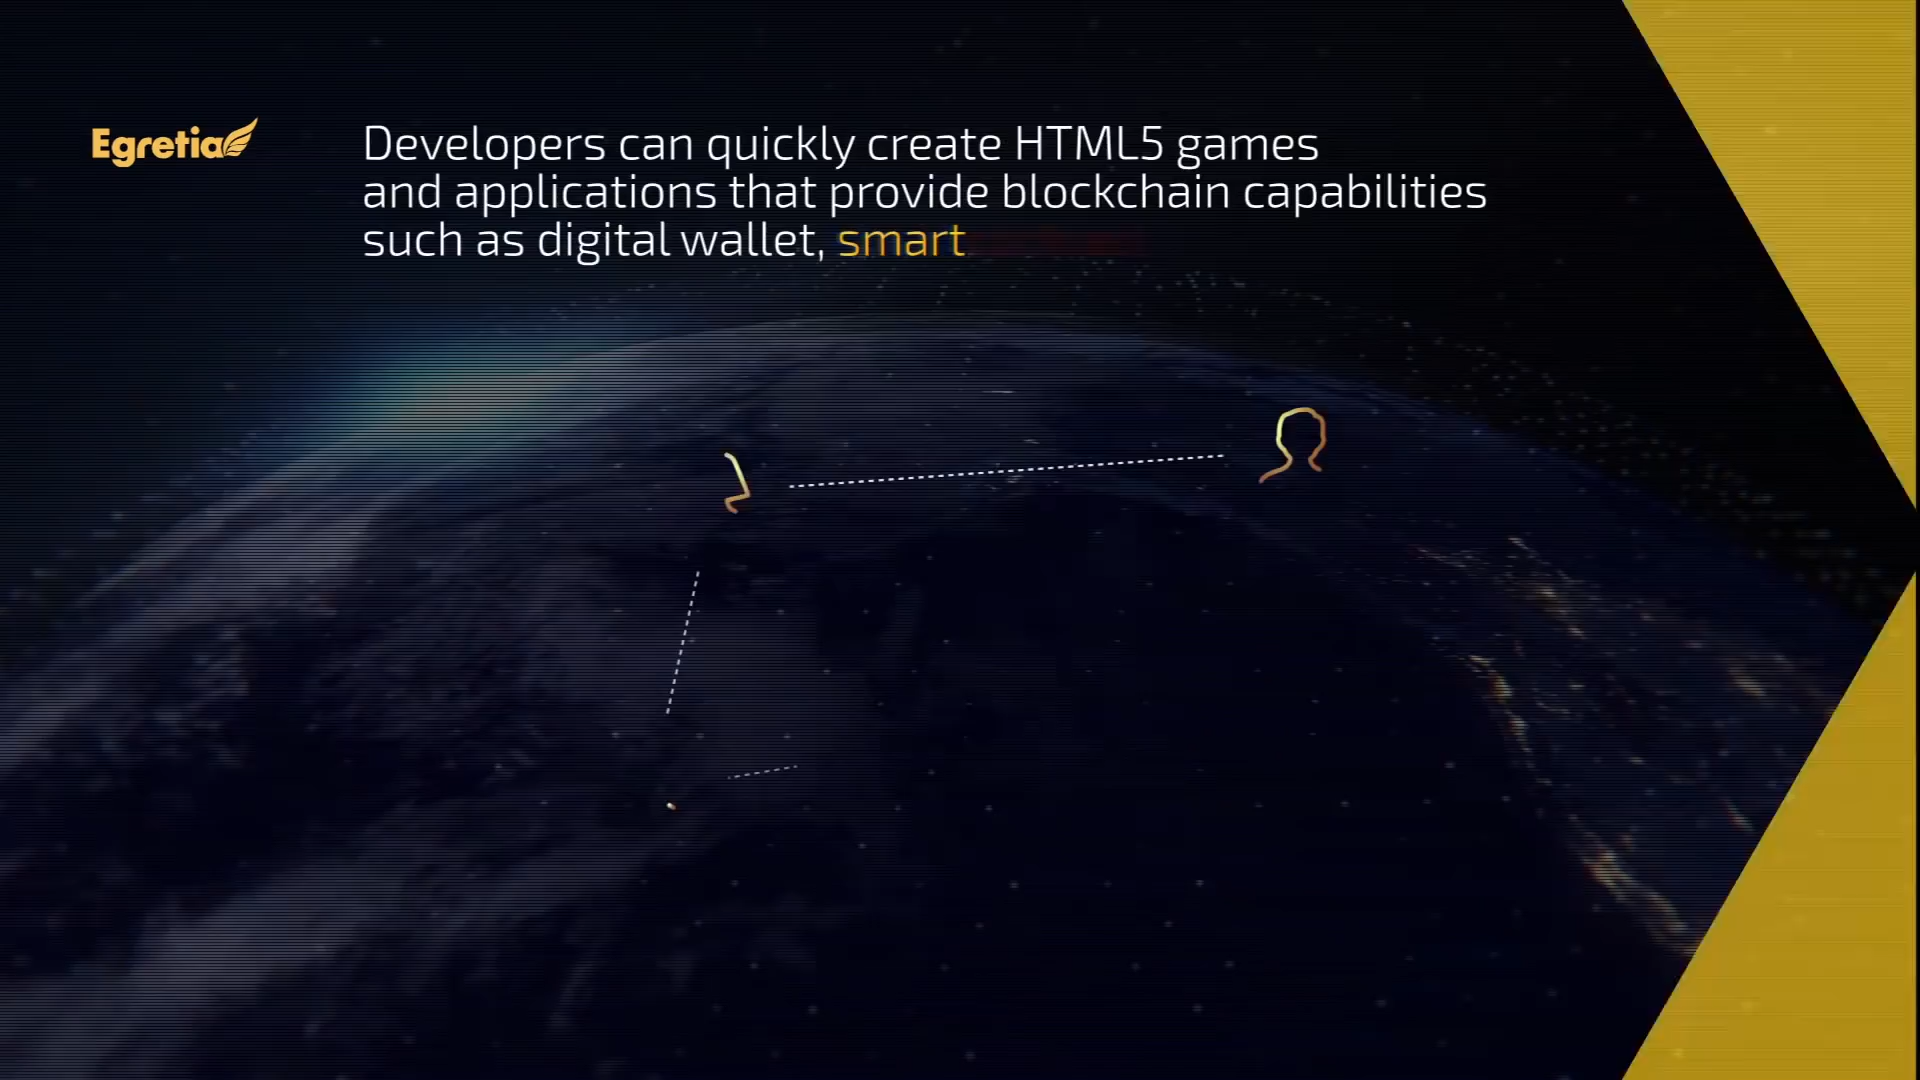 Egretia
Developers can quickly create HTML5 games
and applications that provide blockchain capabilities
such as digital wallet, smart